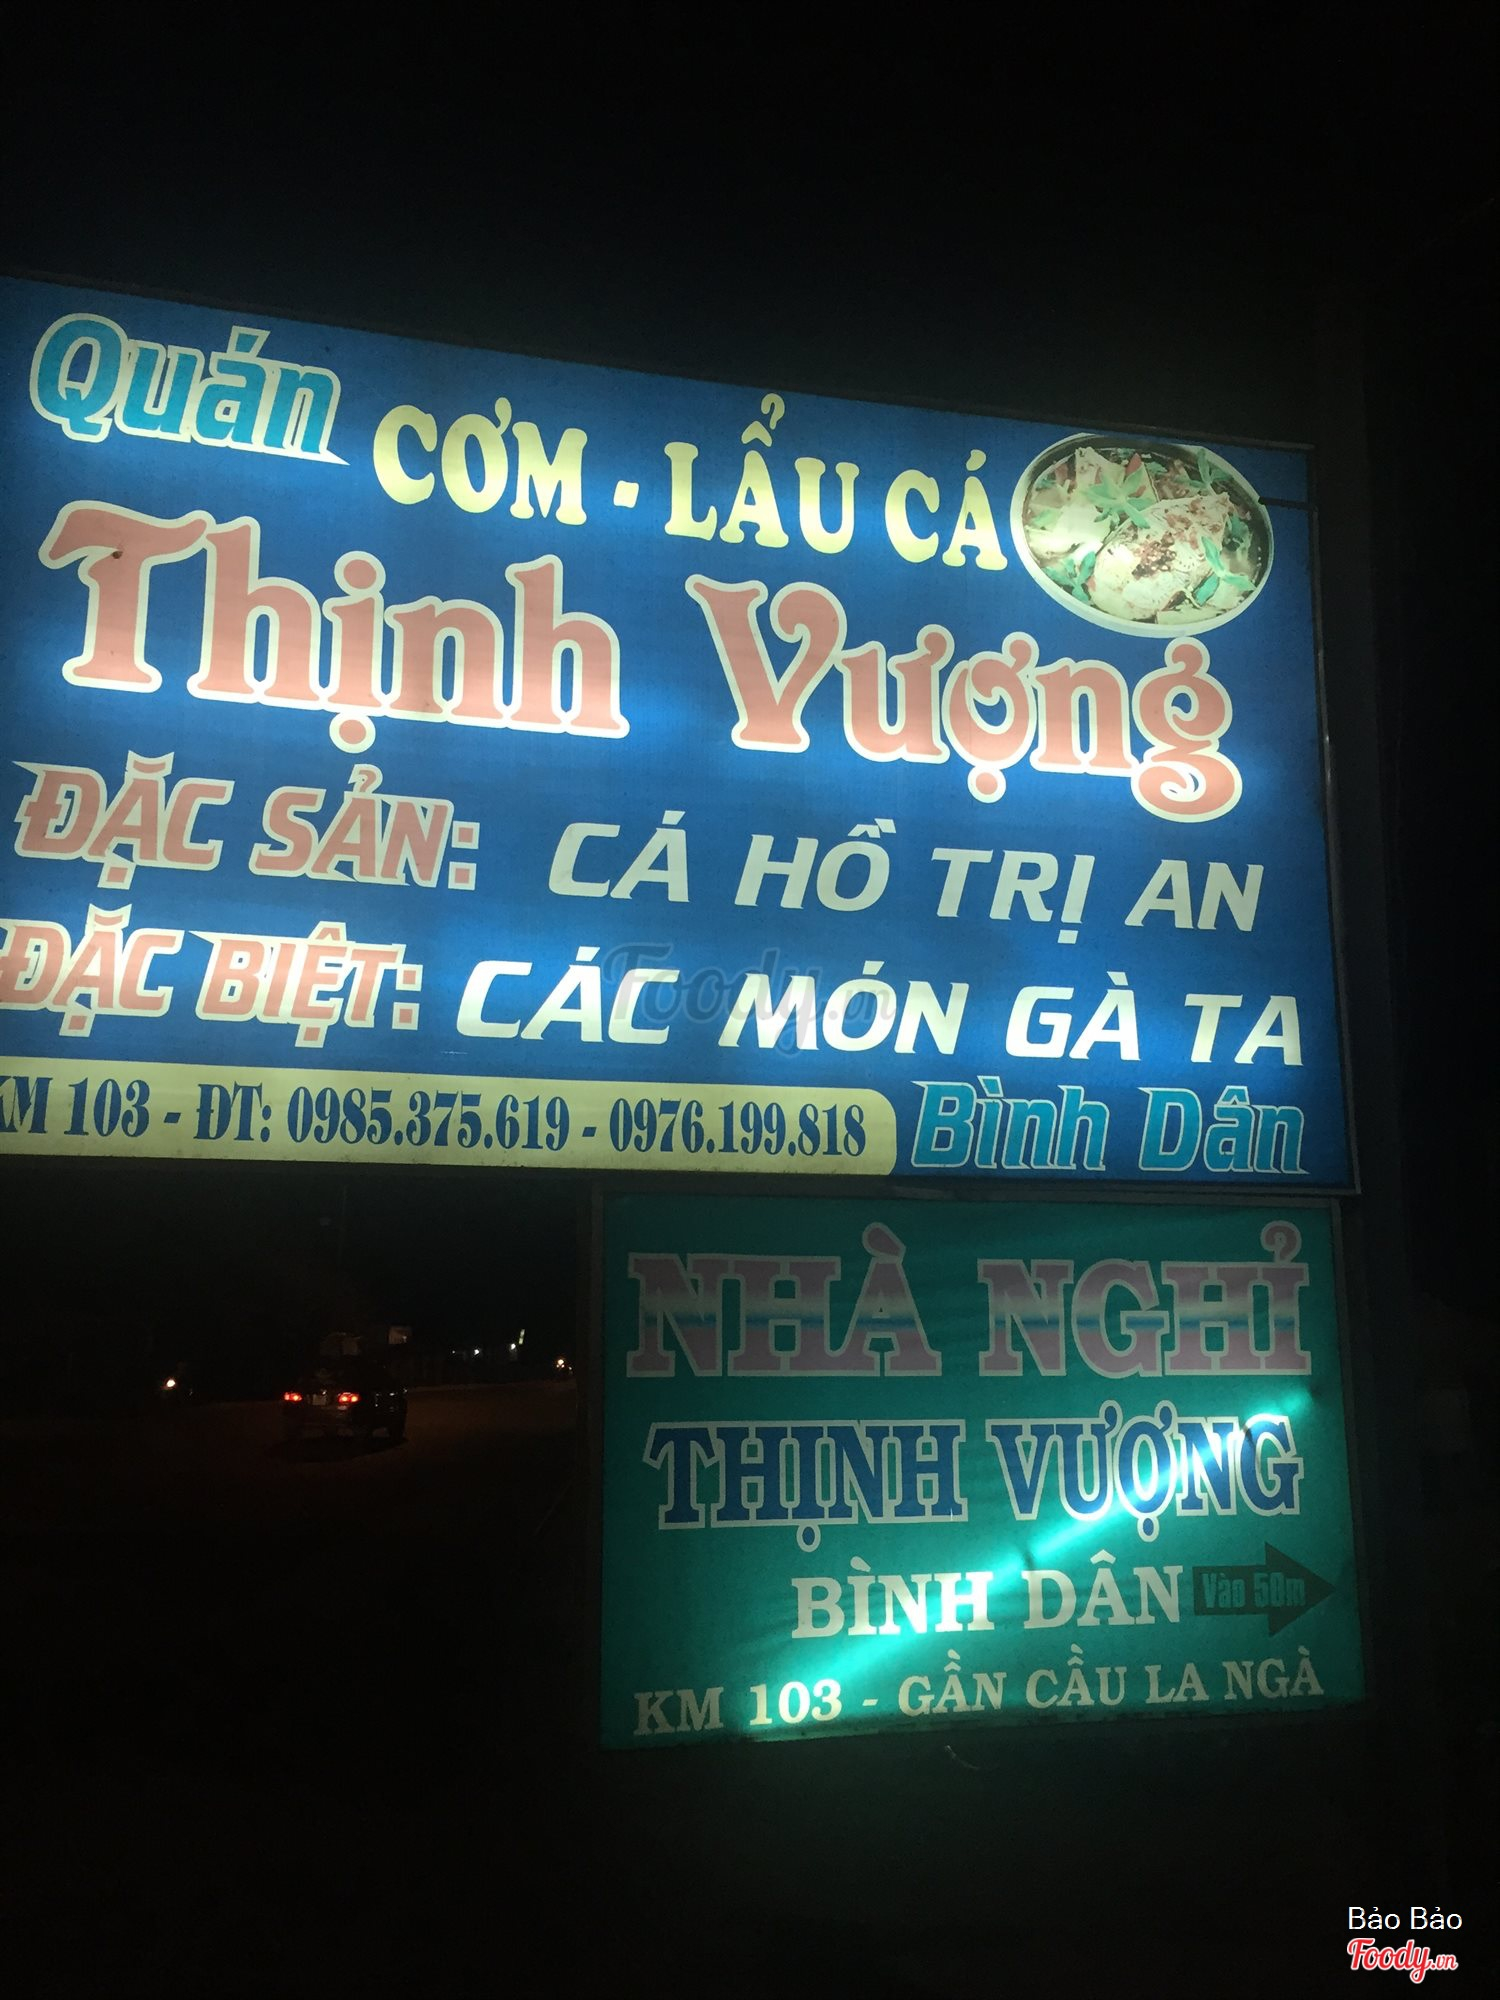 Quán CƠM - LẨU CÁ
Thịnh Vượng
ĐẶC SẢN: CÁ HỒ TRỊ AN
ĐẶC BIỆT: CÁC MÓN GÀ TA
KM 103 - ĐT: 0985.375.619 - 0976.199.818 Bình Dân
Foody.vn
NHÀ NGHỈ
THỊNH VƯỢNG
BÌNH DÂN Vào 50m
KM 103 - GẦN CẦU LA NGÀ
Bảo Bảo
Foody.vn